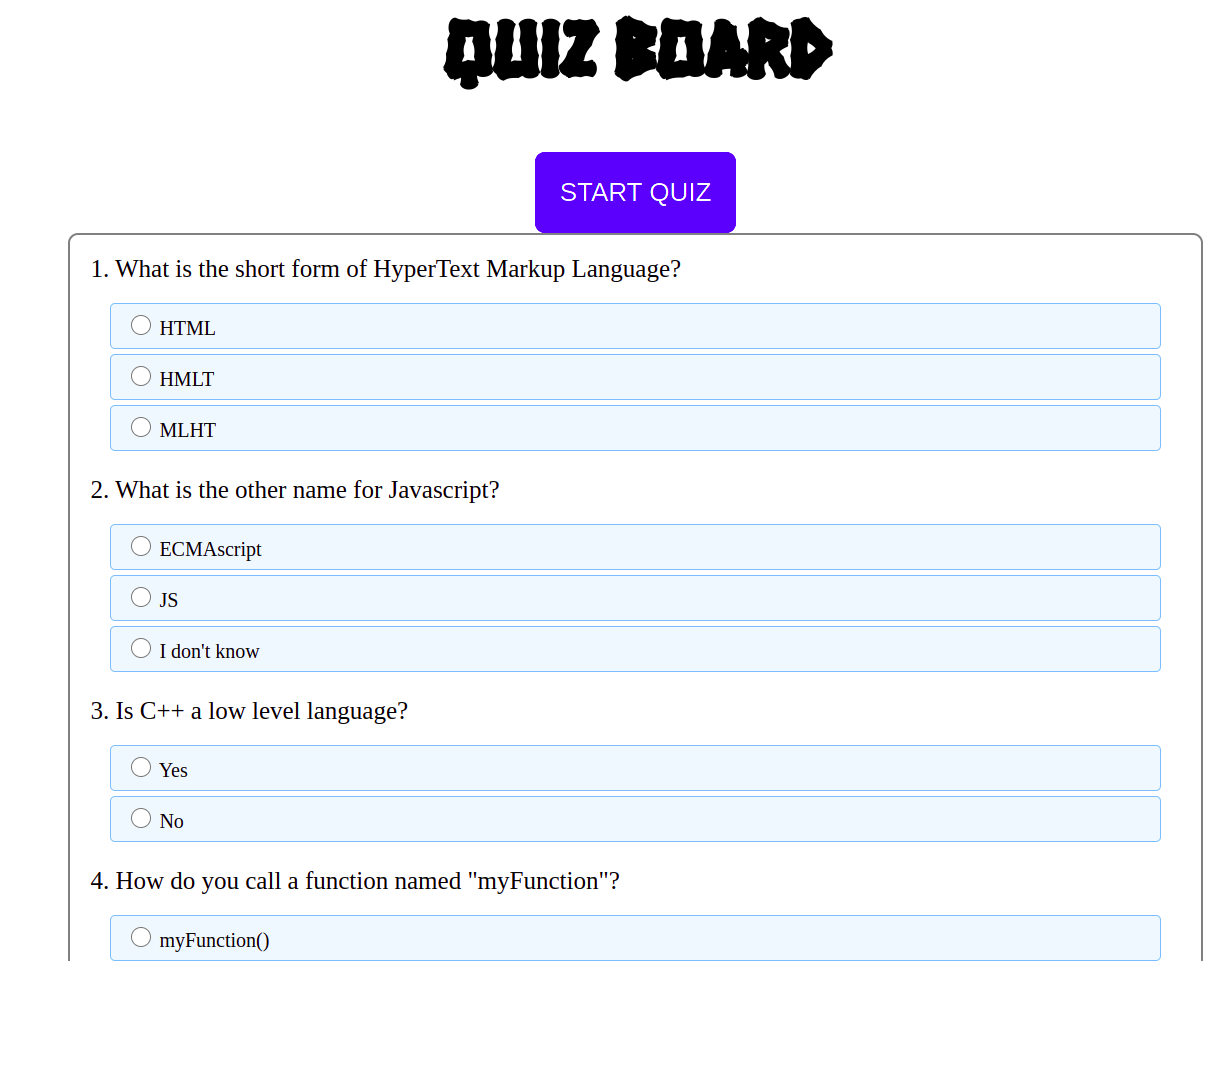 QUIZ BOARD
START QUIZ
1. What is the short form of HyperText Markup Language?
HTML
HMLT
MLHT
2. What is the other name for Javascript?
ECMAscript
JS
I don't know
3. Is C++ a low level language?
Yes
No
4. How do you call a function named "myFunction"?
myFunction()